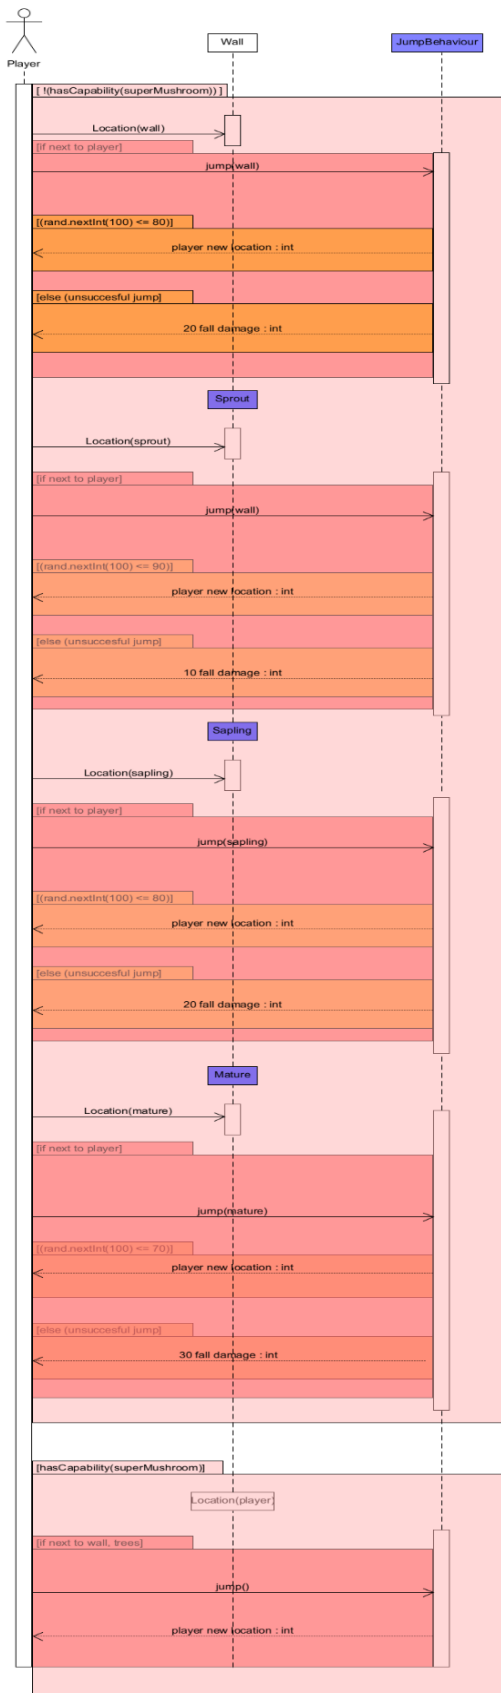 Player
Wall
JumpBehaviour
[ !(hasCapability(superMushroom)) ]
Location(wall)
[if next to player]
jump(wall)
[(rand.nextInt(100) <= 80)]
player new location : int
[else (unsuccesful jump]
20 fall damage : int
Sprout
Location(sprout)
[if next to player]
jump(wall)
[(rand.nextInt(100) <= 90)]
player new location : int
[else (unsuccesful jump]
10 fall damage : int
Sapling
Location(sapling)
[if next to player]
jump(sapling)
[(rand.nextInt(100) <= 80)]
player new location : int
[else (unsuccesful jump]
20 fall damage : int
Mature
Location(mature)
[if next to player]
jump(mature)
[(rand.nextInt(100) <= 70)]
player new location : int
[else (unsuccesful jump]
30 fall damage : int
[hasCapability(superMushroom)]
Location(player)
[if next to wall, trees]
jump()
player new location : int